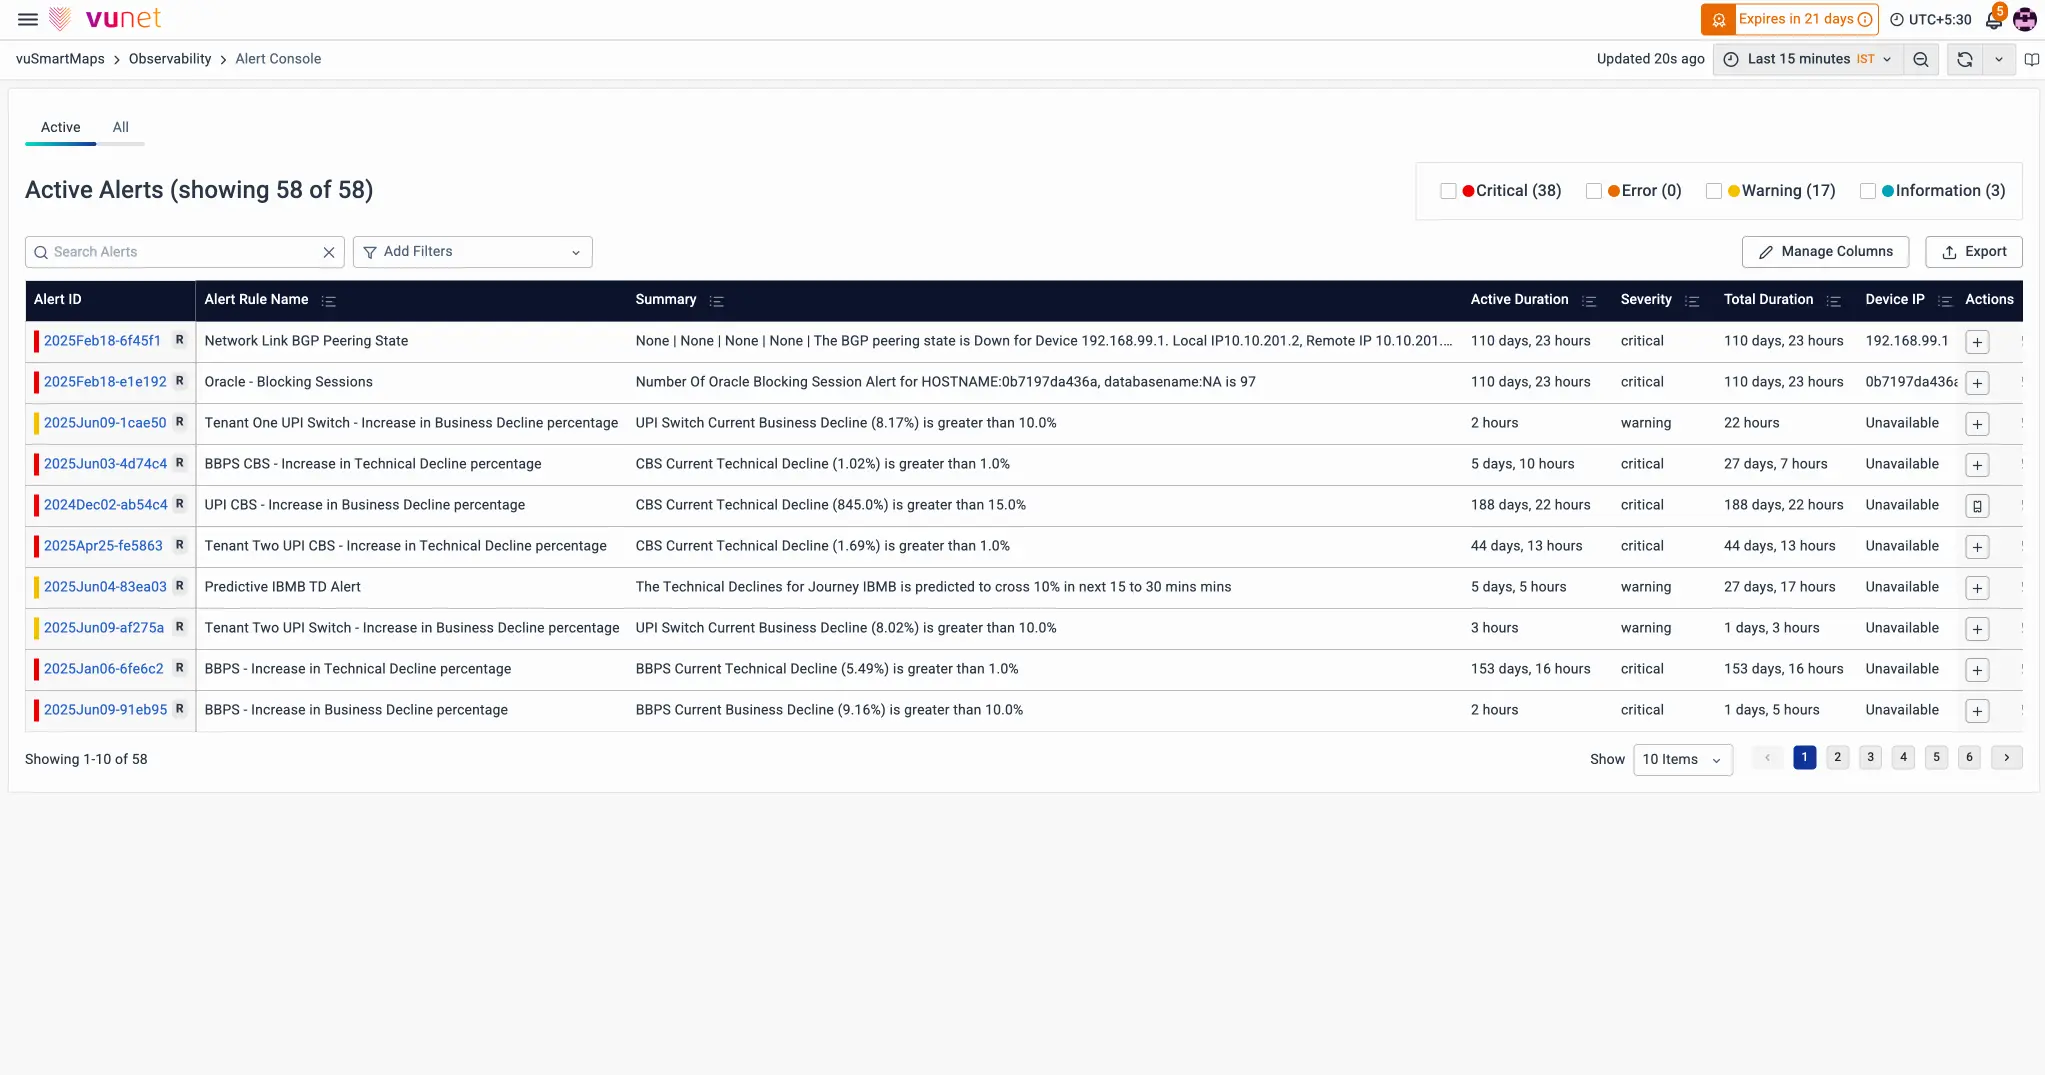 vunet
Expires in 21 days
UTC+5:30
5
vuSmartMaps > Observability > Alert Console
Updated 20s ago
Last 15 minutes IST
Active
All
Active Alerts (showing 58 of 58)
Critical (38)
Error (0)
Warning (17)
Information (3)
Search Alerts
Add Filters
Manage Columns
Export
Alert ID Alert Rule Name Summary Active Duration Severity Total Duration Device IP Actions
2025Feb18-6f45f1 R Network Link BGP Peering State None | None | None | None | The BGP peering state is Down for Device 192.168.99.1. Local IP10.10.201.2, Remote IP 10.10.201.... 110 days, 23 hours critical 110 days, 23 hours 192.168.99.1
2025Feb18-e1e192 R Oracle - Blocking Sessions Number Of Oracle Blocking Session Alert for HOSTNAME:0b7197da436a, databasename:NA is 97 110 days, 23 hours critical 110 days, 23 hours 0b7197da436a
2025Jun09-1cae50 R Tenant One UPI Switch - Increase in Business Decline percentage UPI Switch Current Business Decline (8.17%) is greater than 10.0% 2 hours warning 22 hours Unavailable
2025Jun03-4d74c4 R BBPS CBS - Increase in Technical Decline percentage CBS Current Technical Decline (1.02%) is greater than 1.0% 5 days, 10 hours critical 27 days, 7 hours Unavailable
2024Dec02-ab54c4 R UPI CBS - Increase in Business Decline percentage CBS Current Technical Decline (845.0%) is greater than 15.0% 188 days, 22 hours critical 188 days, 22 hours Unavailable
2025Apr25-fe5863 R Tenant Two UPI CBS - Increase in Technical Decline percentage CBS Current Technical Decline (1.69%) is greater than 1.0% 44 days, 13 hours critical 44 days, 13 hours Unavailable
2025Jun04-83ea03 R Predictive IBMB TD Alert The Technical Declines for Journey IBMB is predicted to cross 10% in next 15 to 30 mins mins 5 days, 5 hours warning 27 days, 17 hours Unavailable
2025Jun09-af275a R Tenant Two UPI Switch - Increase in Business Decline percentage UPI Switch Current Business Decline (8.02%) is greater than 10.0% 3 hours warning 1 days, 3 hours Unavailable
2025Jan06-6fe6c2 R BBPS - Increase in Technical Decline percentage BBPS Current Technical Decline (5.49%) is greater than 1.0% 153 days, 16 hours critical 153 days, 16 hours Unavailable
2025Jun09-91eb95 R BBPS - Increase in Business Decline percentage BBPS Current Business Decline (9.16%) is greater than 10.0% 2 hours critical 1 days, 5 hours Unavailable
Showing 1-10 of 58
Show 10 Items < 1 2 3 4 5 6 >